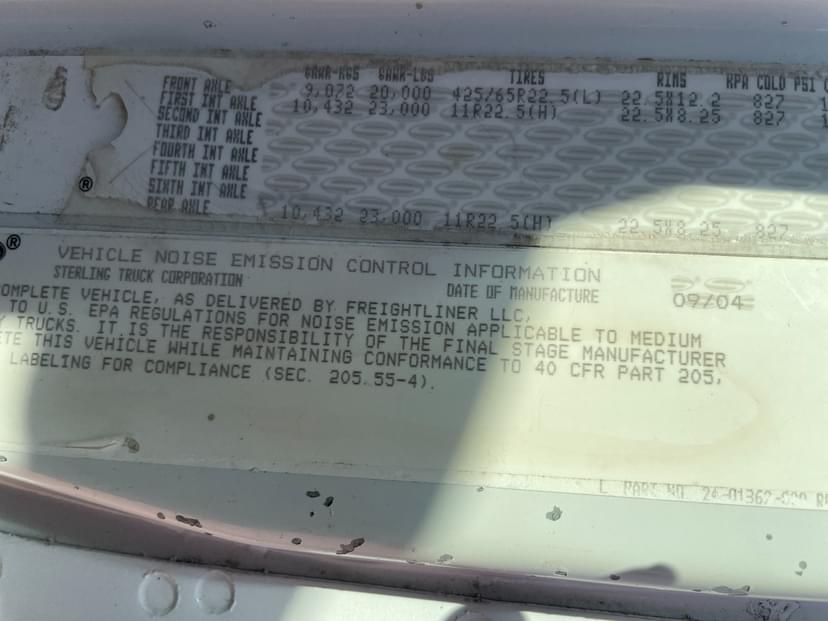 GAWR-KGS GAWR-LBS TIRES RIMS KPA COLD PSI
FRONT AXLE 9,072 20,000 425/65R22.5(L) 22.5X12.2 827
FIRST INT AXLE 10,432 23,000 11R22.5(H) 22.5X8.25 827
SECOND INT AXLE
THIRD INT AXLE
FOURTH INT AXLE
FIFTH INT AXLE
SIXTH INT AXLE
REAR AXLE 10,432 23,000 11R22.5(H) 22.5X8.25 827
®
®
VEHICLE NOISE EMISSION CONTROL INFORMATION
STERLING TRUCK CORPORATION DATE OF MANUFACTURE 09/04
COMPLETE VEHICLE, AS DELIVERED BY FREIGHTLINER LLC,
TO U.S. EPA REGULATIONS FOR NOISE EMISSION APPLICABLE TO MEDIUM
TRUCKS. IT IS THE RESPONSIBILITY OF THE FINAL STAGE MANUFACTURER
THIS VEHICLE WHILE MAINTAINING CONFORMANCE TO 40 CFR PART 205,
LABELING FOR COMPLIANCE (SEC. 205.55-4).
PART NO. 24-01362-000